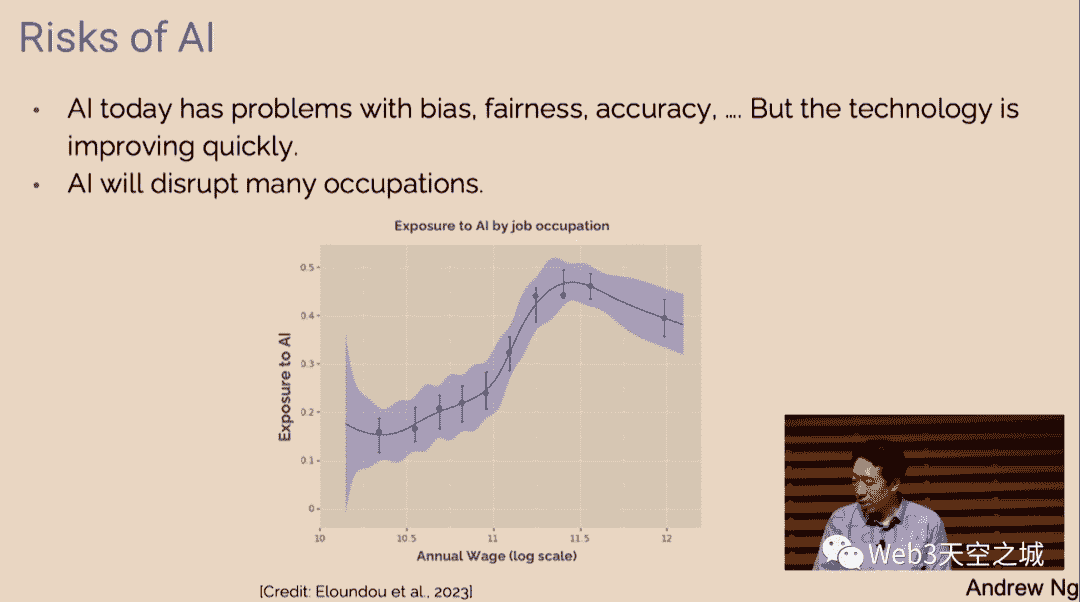 Risks of AI
• AI today has problems with bias, fairness, accuracy, .... But the technology is
improving quickly.
• AI will disrupt many occupations.
Exposure to AI by job occupation
Exposure to AI
0.5
0.4
0.3
0.2
0.1
0
10
10.5
11
11.5
12
Annual Wage (log scale)
[Credit: Eloundou et al., 2023]
Web3天空之城
Andrew Ng